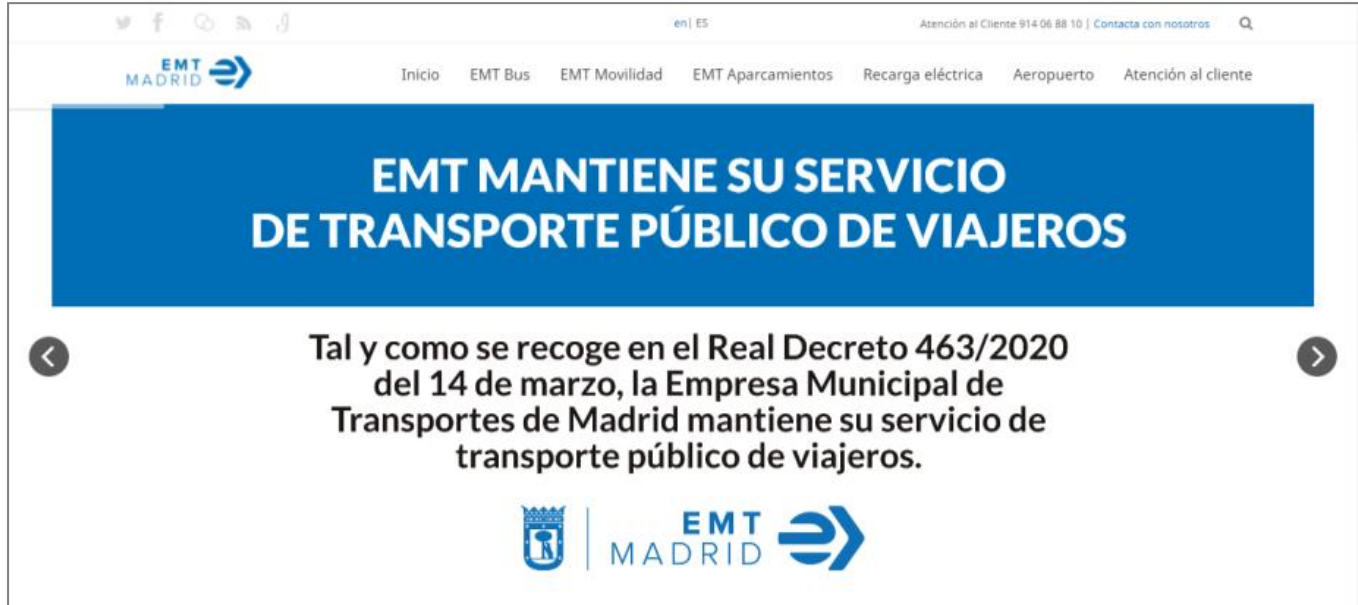 en| ES
Atención al Cliente 914 06 88 10 | Contacta con nosotros
EMT
MADRID
Inicio EMT Bus EMT Movilidad EMT Aparcamientos Recarga eléctrica Aeropuerto Atención al cliente
EMT MANTIENE SU SERVICIO
DE TRANSPORTE PÚBLICO DE VIAJEROS
Tal y como se recoge en el Real Decreto 463/2020
del 14 de marzo, la Empresa Municipal de
Transportes de Madrid mantiene su servicio de
transporte público de viajeros.
EMT
MADRID